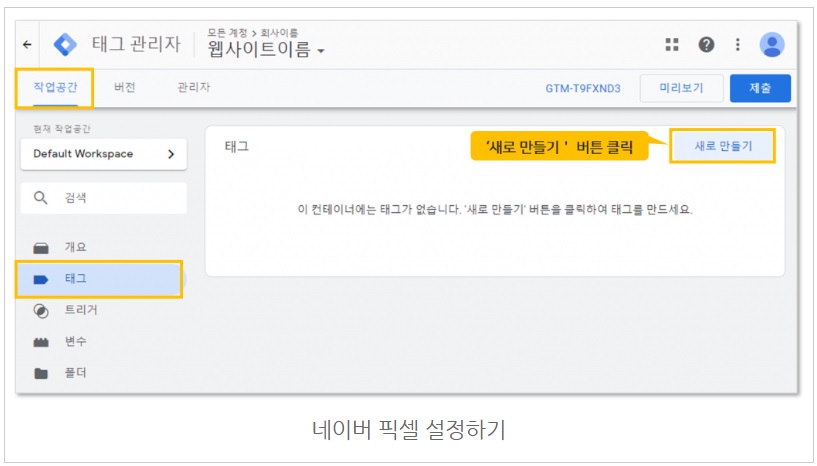 모든 계정 > 회사이름
태그 관리자
웹사이트이름
작업공간
버전
관리자
GTM-T9FXND3
미리보기
제출
현재 작업공간
Default Workspace
태그
'새로 만들기 ' 버튼 클릭
새로 만들기
검색
이 컨테이너에는 태그가 없습니다. '새로 만들기' 버튼을 클릭하여 태그를 만드세요.
개요
태그
트리거
변수
폴더
네이버 픽셀 설정하기